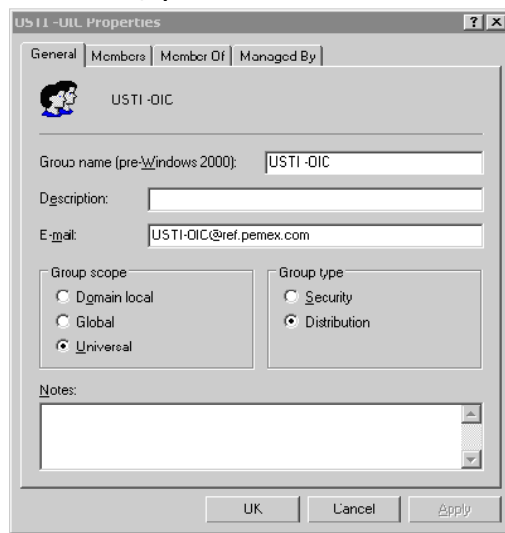 USTI -OIC Properties
General Members Member Of Managed By
USTI -OIC
Group name (pre-Windows 2000): USTI -OIC
Description:
E-mail: USTI-OIC@ref.pemex.com
Group scope
Domain local
Global
Universal
Group type
Security
Distribution
Notes:
OK Cancel Apply